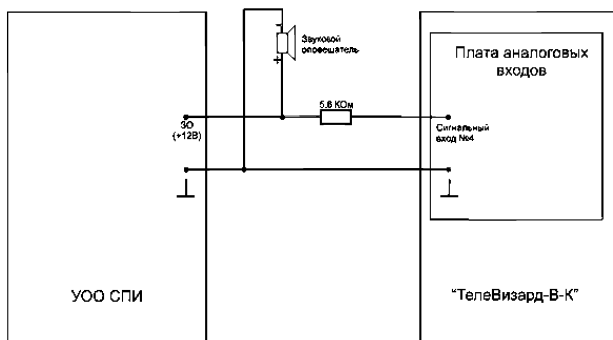 -
Звуковой
оповещатель
+
Плата аналоговых
входов
5.6 КОм
ЗО
(+12В)
Сигнальный
вход №4
УОО СПИ
"ТелеВизард-В-К"